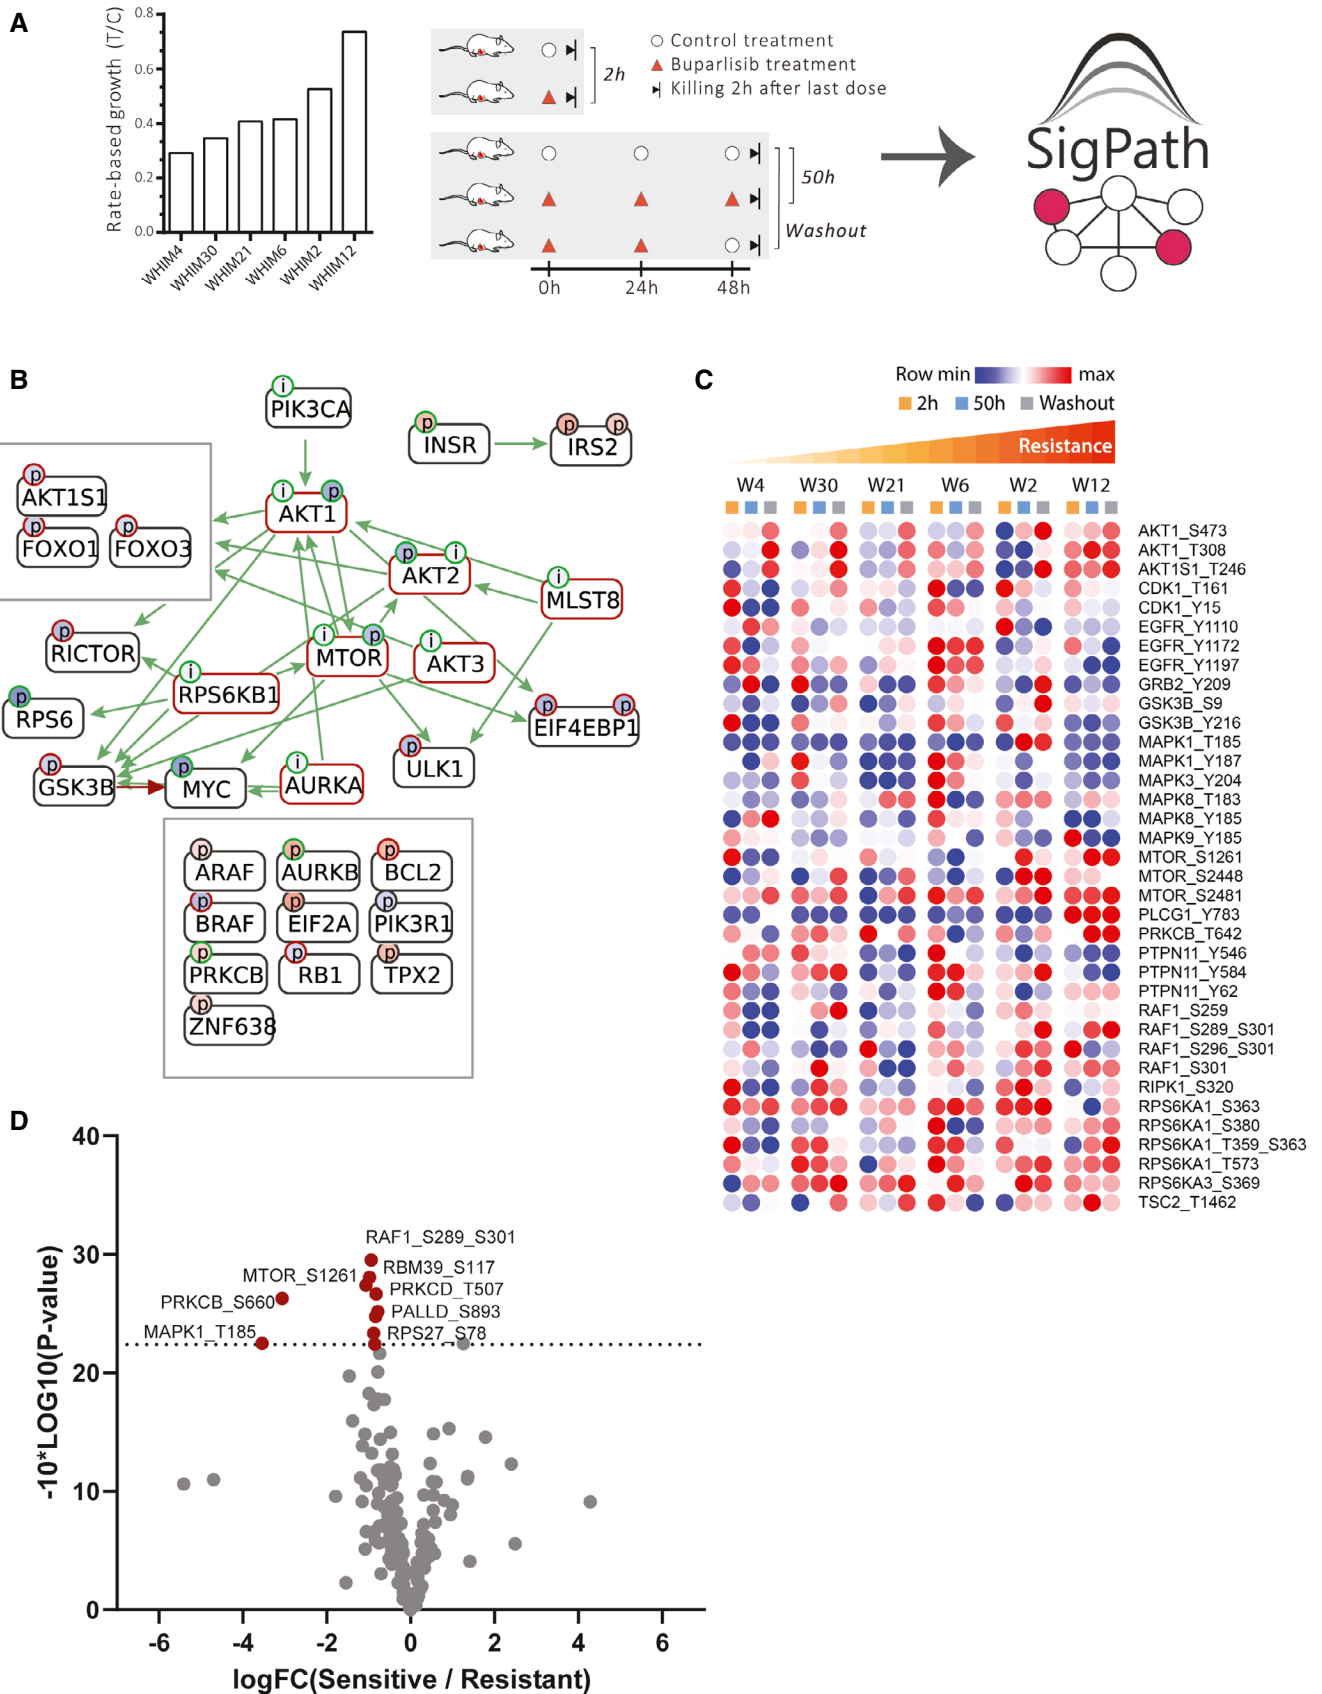 A
Rate-based growth (T/C)
0.8
0.6
0.4
0.2
0.0
WHIM4
WHIM30
WHIM21
WHIM6
WHIM2
WHIM12
2h
50h
Washout
0h
24h
48h
Control treatment
Buparlisib treatment
Killing 2h after last dose
SigPath
B
i
PIK3CA
p
INSR
p
p
IRS2
p
AKT1S1
p
FOXO1
p
FOXO3
i
p
AKT1
p
i
AKT2
i
MLST8
p
RICTOR
i
p
MTOR
i
AKT3
i
RPS6KB1
p
RPS6
p
p
EIF4EBP1
p
GSK3B
p
MYC
i
AURKA
p
ULK1
p
ARAF
p
AURKB
p
BCL2
p
BRAF
p
EIF2A
p
PIK3R1
p
PRKCB
p
RB1
p
TPX2
p
ZNF638
C
Row min
max
2h
50h
Washout
Resistance
W4
W30
W21
W6
W2
W12
AKT1_S473
AKT1_T308
AKT1S1_T246
CDK1_T161
CDK1_Y15
EGFR_Y1110
EGFR_Y1172
EGFR_Y1197
GRB2_Y209
GSK3B_S9
GSK3B_Y216
MAPK1_T185
MAPK1_Y187
MAPK3_Y204
MAPK8_T183
MAPK8_Y185
MAPK9_Y185
MTOR_S1261
MTOR_S2448
MTOR_S2481
PLCG1_Y783
PRKCB_T642
PTPN11_Y546
PTPN11_Y584
PTPN11_Y62
RAF1_S259
RAF1_S289_S301
RAF1_S296_S301
RAF1_S301
RIPK1_S320
RPS6KA1_S363
RPS6KA1_S380
RPS6KA1_T359_S363
RPS6KA1_T573
RPS6KA3_S369
TSC2_T1462
D
-10*LOG10(P-value)
40
30
20
10
0
RAF1_S289_S301
RBM39_S117
MTOR_S1261
PRKCD_T507
PRKCB_S660
PALLD_S893
MAPK1_T185
RPS27_S78
-6
-4
-2
0
2
4
6
logFC(Sensitive / Resistant)